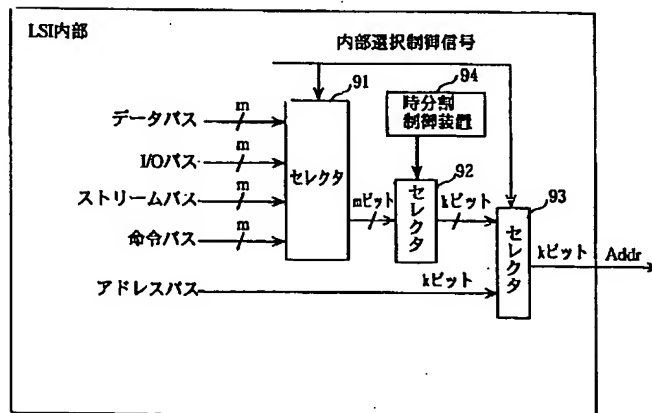 LSI内部
内部選択制御信号
91
94
時分割
制御装置
データバス
m
I/Oバス
m
ストリームバス
m
命令バス
m
セレクタ
mビット
92
セレクタ
kビット
93
セレクタ
アドレスバス
kビット
kビット
Addr